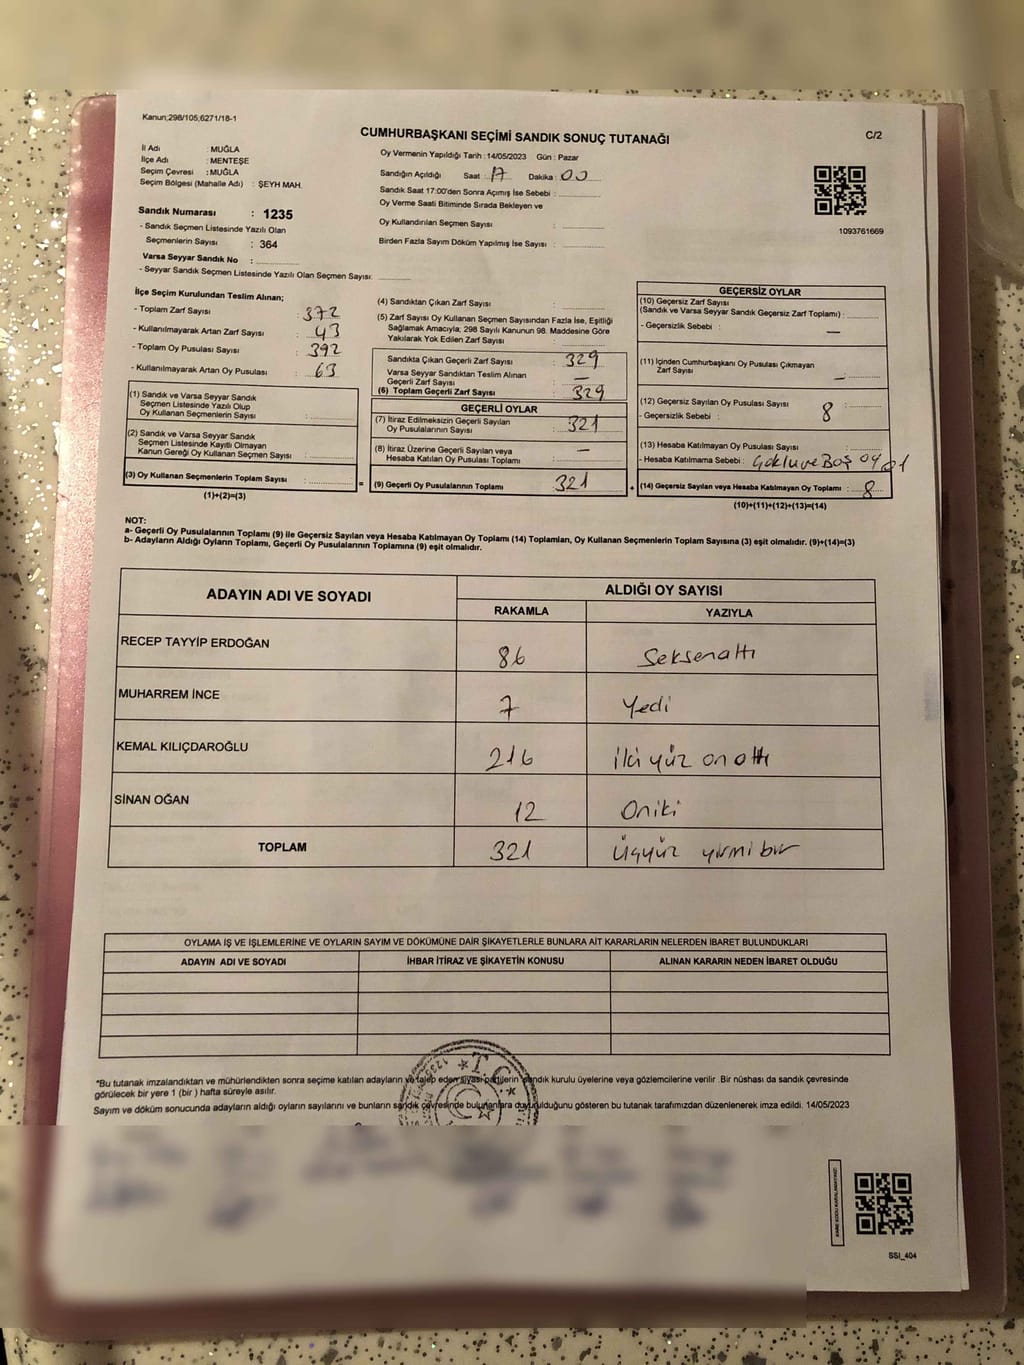 Kanun;298/105;6271/18-1
CUMHURBAŞKANI SEÇİMİ SANDIK SONUÇ TUTANAĞI
C/2
İl Adı : MUĞLA
İlçe Adı : MENTEŞE
Seçim Çevresi : MUĞLA
Seçim Bölgesi (Mahalle Adı) : ŞEYH MAH.
Oy Vermenin Yapıldığı Tarih : 14/05/2023 Gün : Pazar
Sandığın Açıldığı Saat 17 Dakika : 00
Sandık Saat 17:00'den Sonra Açımış İse Sebebi :
Oy Verme Saati Bitiminde Sırada Bekleyen ve
Oy Kullandırılan Seçmen Sayısı :
Birden Fazla Sayım Döküm Yapılmış İse Sayısı :
1093761669
Sandık Numarası : 1235
- Sandık Seçmen Listesinde Yazılı Olan
Seçmenlerin Sayısı : 364
Varsa Seyyar Sandık No :
- Seyyar Sandık Seçmen Listesinde Yazılı Olan Seçmen Sayısı:
İlçe Seçim Kurulundan Teslim Alınan;
- Toplam Zarf Sayısı : 372
- Kullanılmayarak Artan Zarf Sayısı : 43
- Toplam Oy Pusulası Sayısı : 392
- Kullanılmayarak Artan Oy Pusulası : 63
(1) Sandık ve Varsa Seyyar Sandık
Seçmen Listesinde Yazılı Olup
Oy Kullanan Seçmenlerin Sayısı :
(2) Sandık ve Varsa Seyyar Sandık
Seçmen Listesinde Kayıtlı Olmayan
Kanun Gereği Oy Kullanan Seçmen Sayısı :
(3) Oy Kullanan Seçmenlerin Toplam Sayısı :
(1)+(2)=(3)
(4) Sandıktan Çıkan Zarf Sayısı :
(5) Zarf Sayısı Oy Kullanan Seçmen Sayısından Fazla İse, Eşitliği
Sağlamak Amacıyla; 298 Sayılı Kanunun 98. Maddesine Göre
Yakılarak Yok Edilen Zarf Sayısı :
Sandıkta Çıkan Geçerli Zarf Sayısı : 329
Varsa Seyyar Sandıktan Teslim Alınan
Geçerli Zarf Sayısı : —
(6) Toplam Geçerli Zarf Sayısı : 329
GEÇERLİ OYLAR
(7) İtiraz Edilmeksizin Geçerli Sayılan
Oy Pusulalarının Sayısı : 321
(8) İtiraz Üzerine Geçerli Sayılan veya
Hesaba Katılan Oy Pusulası Toplamı : —
= (9) Geçerli Oy Pusulalarının Toplamı 321
GEÇERSİZ OYLAR
(10) Geçersiz Zarf Sayısı
(Sandık ve Varsa Seyyar Sandık Geçersiz Zarf Toplamı) :
- Geçersizlik Sebebi : —
(11) İçinden Cumhurbaşkanı Oy Pusulası Çıkmayan
Zarf Sayısı : —
(12) Geçersiz Sayılan Oy Pusulası Sayısı :
- Geçersizlik Sebebi : 8
(13) Hesaba Katılmayan Oy Pusulası Sayısı :
- Hesaba Katılmama Sebebi : ve Boş oy
+ (14) Geçersiz Sayılan veya Hesaba Katılmayan Oy Toplamı : 8
(10)+(11)+(12)+(13)=(14)
NOT:
a- Geçerli Oy Pusulalarının Toplamı (9) ile Geçersiz Sayılan veya Hesaba Katılmayan Oy Toplamı (14) Toplamları, Oy Kullanan Seçmenlerin Toplam Sayısına (3) eşit olmalıdır. (9)+(14)=(3)
b- Adayların Aldığı Oyların Toplamı, Geçerli Oy Pusulalarının Toplamına (9) eşit olmalıdır.
ADAYIN ADI VE SOYADI
ALDIĞI OY SAYISI
RAKAMLA YAZIYLA
RECEP TAYYİP ERDOĞAN 86 Seksenaltı
MUHARREM İNCE 7 Yedi
KEMAL KILIÇDAROĞLU 216 iki yüz on altı
SİNAN OĞAN 12 Oniki
TOPLAM 321 Üçyüz yirmi bir
OYLAMA İŞ VE İŞLEMLERİNE VE OYLARIN SAYIM VE DÖKÜMÜNE DAİR ŞİKAYETLERLE BUNLARA AİT KARARLARIN NELERDEN İBARET BULUNDUKLARI
ADAYIN ADI VE SOYADI İHBAR İTİRAZ VE ŞİKAYETİN KONUSU ALINAN KARARIN NEDEN İBARET OLDUĞU
*Bu tutanak imzalandıktan ve mühürlendikten sonra seçime katılan adayların ve talep eden siyasi partilerin sandık kurulu üyelerine veya gözlemcilerine verilir .Bir nüshası da sandık çevresinde
görülecek bir yere 1 (bir ) hafta süreyle asılır.
Sayım ve döküm sonucunda adayların aldığı oyların sayılarını ve bunların sandık çevresinde bulunanlara duyurulduğunu gösteren bu tutanak tarafımızdan düzenlenerek imza edildi. 14/05/2023
T.C.
SSI_404